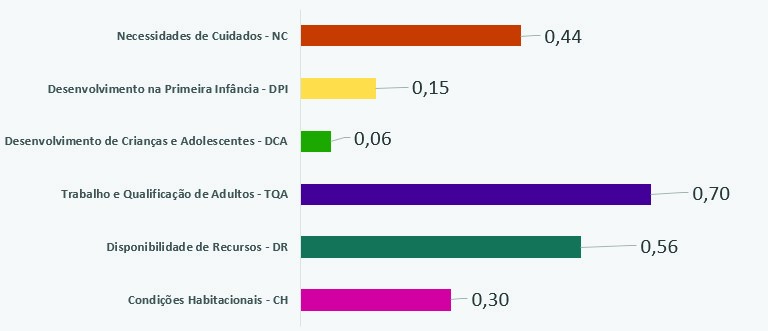 Necessidades de Cuidados - NC 0,44
Desenvolvimento na Primeira Infância - DPI 0,15
Desenvolvimento de Crianças e Adolescentes - DCA 0,06
Trabalho e Qualificação de Adultos - TQA 0,70
Disponibilidade de Recursos - DR 0,56
Condições Habitacionais - CH 0,30